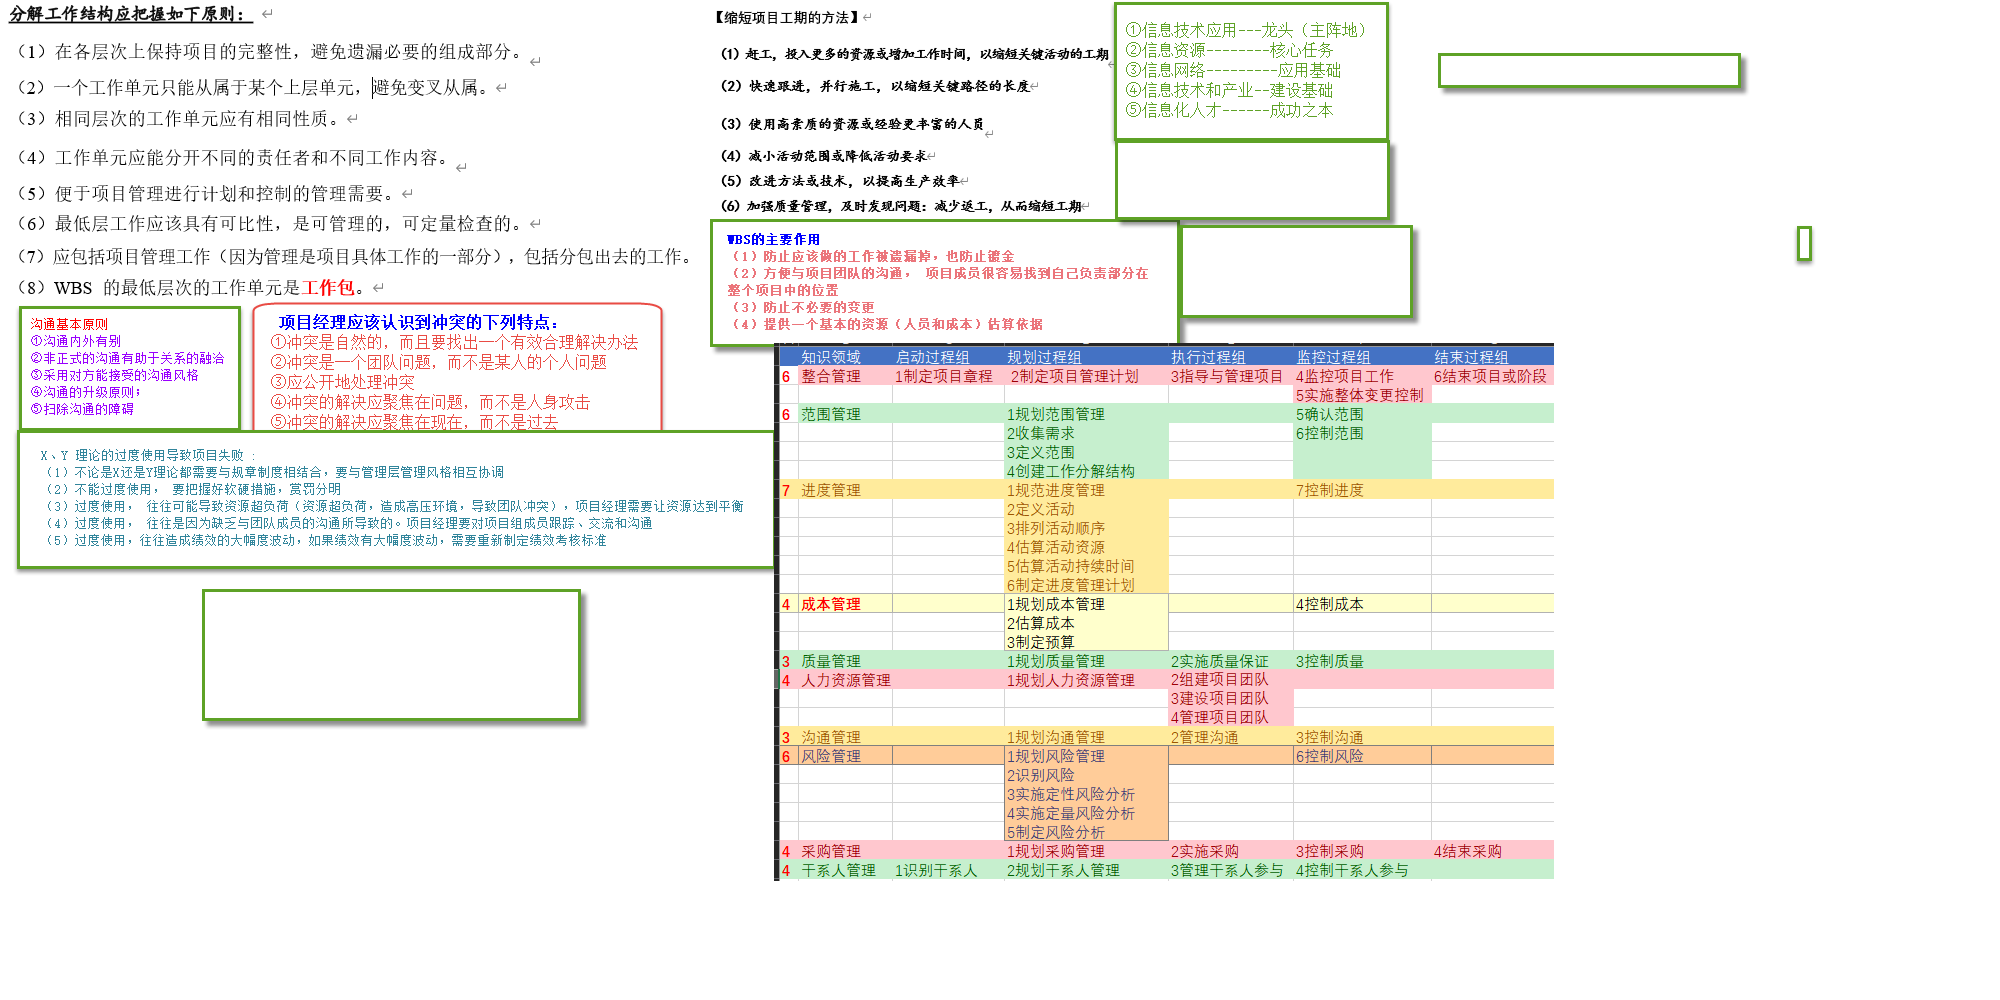 分解工作结构应把握如下原则：
（1）在各层次上保持项目的完整性，避免遗漏必要的组成部分。
（2）一个工作单元只能从属于某个上层单元，避免变叉从属。
（3）相同层次的工作单元应有相同性质。
（4）工作单元应能分开不同的责任者和不同工作内容。
（5）便于项目管理进行计划和控制的管理需要。
（6）最低层工作应该具有可比性，是可管理的，可定量检查的。
（7）应包括项目管理工作（因为管理是项目具体工作的一部分），包括分包出去的工作。
（8）WBS 的最低层次的工作单元是工作包。
【缩短项目工期的方法】
（1）赶工，投入更多的资源或增加工作时间，以缩短关键活动的工期
（2）快速跟进，并行施工，以缩短关键路径的长度
（3）使用高素质的资源或经验更丰富的人员
（4）减小活动范围或降低活动要求
（5）改进方法或技术，以提高生产效率
（6）加强质量管理，及时发现问题：减少返工，从而缩短工期
①信息技术应用---龙头（主阵地）
②信息资源--------核心任务
③信息网络---------应用基础
④信息技术和产业--建设基础
⑤信息化人才------成功之本
WBS的主要作用
（1）防止应该做的工作被遗漏掉，也防止镀金
（2）方便与项目团队的沟通， 项目成员很容易找到自己负责部分在
整个项目中的位置
（3）防止不必要的变更
（4）提供一个基本的资源（人员和成本）估算依据
沟通基本原则
①沟通内外有别
②非正式的沟通有助于关系的融洽
③采用对方能接受的沟通风格
④沟通的升级原则；
⑤扫除沟通的障碍
项目经理应该认识到冲突的下列特点：
①冲突是自然的，而且要找出一个有效合理解决办法
②冲突是一个团队问题，而不是某人的个人问题
③应公开地处理冲突
④冲突的解决应聚焦在问题，而不是人身攻击
⑤冲突的解决应聚焦在现在，而不是过去
X、Y 理论的过度使用导致项目失败 ：
（1）不论是X还是Y理论都需要与规章制度相结合，要与管理层管理风格相互协调
（2）不能过度使用， 要把握好软硬措施，赏罚分明
（3）过度使用， 往往可能导致资源超负荷（资源超负荷，造成高压环境，导致团队冲突），项目经理需要让资源达到平衡
（4）过度使用， 往往是因为缺乏与团队成员的沟通所导致的。项目经理要对项目组成员跟踪、交流和沟通
（5）过度使用，往往造成绩效的大幅度波动，如果绩效有大幅度波动，需要重新制定绩效考核标准
知识领域 启动过程组 规划过程组 执行过程组 监控过程组 结束过程组
6 整合管理 1制定项目章程 2制定项目管理计划 3指导与管理项目 4监控项目工作 6结束项目或阶段
5实施整体变更控制
6 范围管理 1规划范围管理 5确认范围
2收集需求 6控制范围
3定义范围
4创建工作分解结构
7 进度管理 1规范进度管理 7控制进度
2定义活动
3排列活动顺序
4估算活动资源
5估算活动持续时间
6制定进度管理计划
4 成本管理 1规划成本管理 4控制成本
2估算成本
3制定预算
3 质量管理 1规划质量管理 2实施质量保证 3控制质量
4 人力资源管理 1规划人力资源管理 2组建项目团队
3建设项目团队
4管理项目团队
3 沟通管理 1规划沟通管理 2管理沟通 3控制沟通
6 风险管理 1规划风险管理 6控制风险
2识别风险
3实施定性风险分析
4实施定量风险分析
5制定风险分析
4 采购管理 1规划采购管理 2实施采购 3控制采购 4结束采购
4 干系人管理 1识别干系人 2规划干系人管理 3管理干系人参与 4控制干系人参与